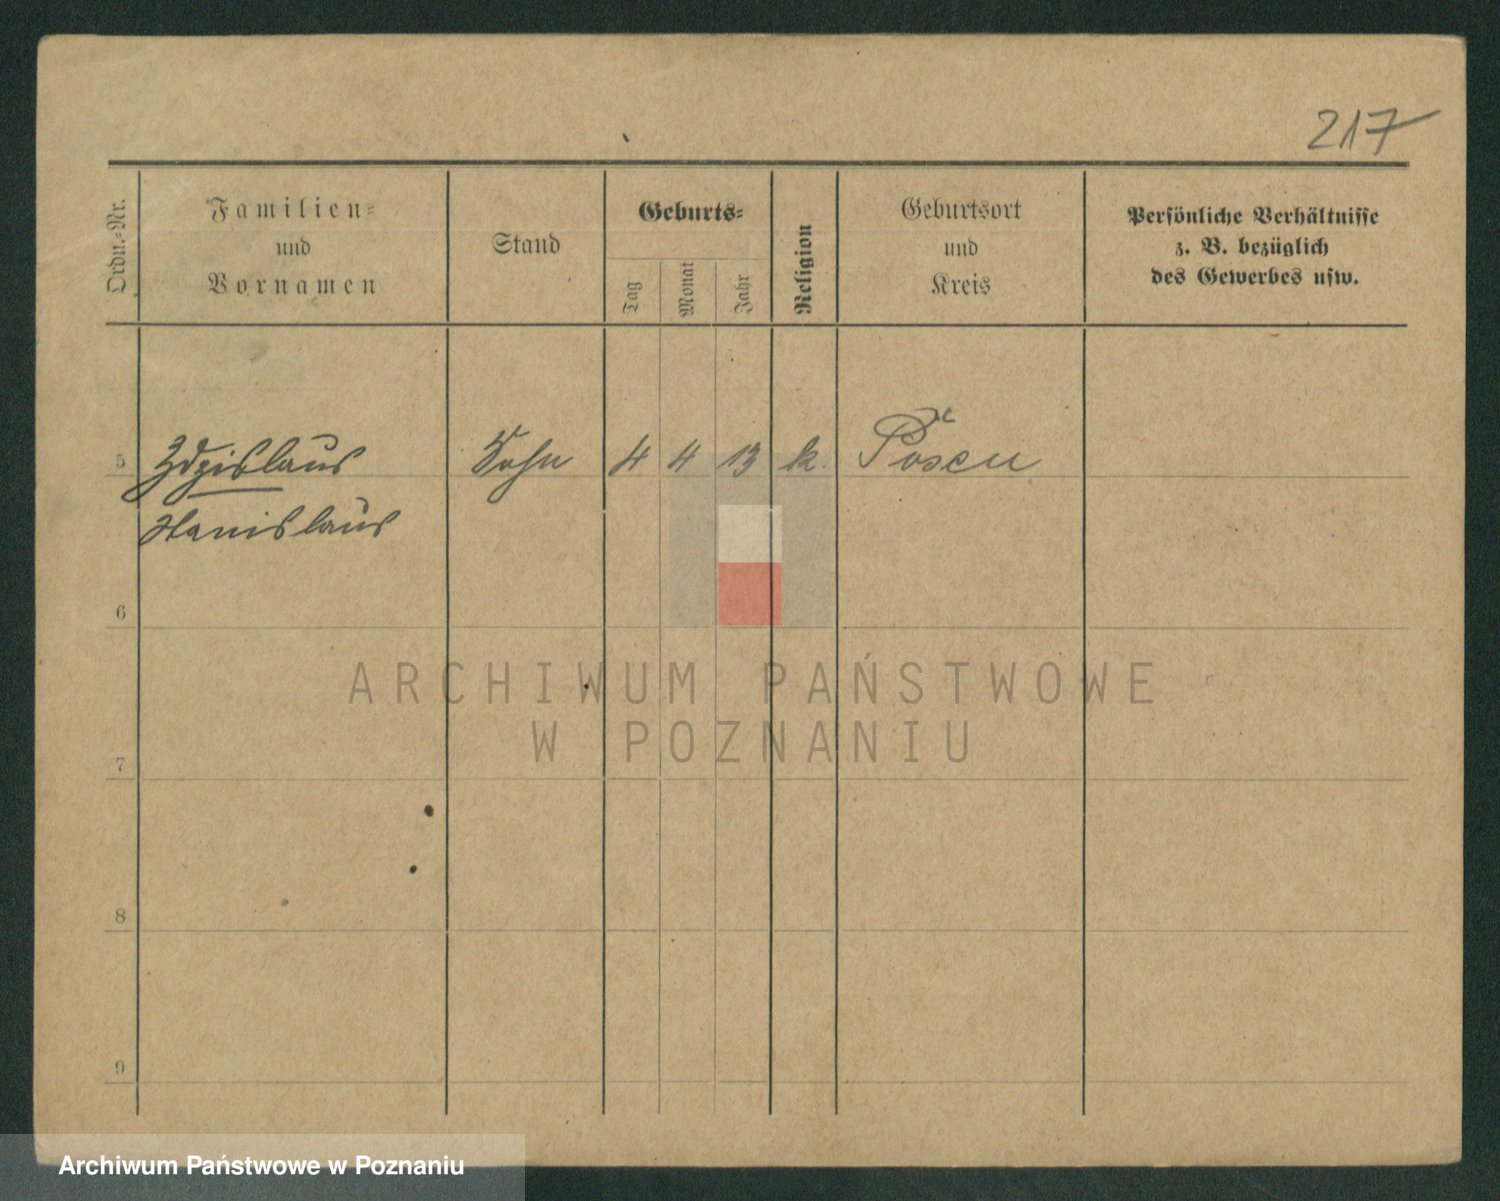 217
Ordn.-Nr.
Familien-
und
Vornamen
Stand
Geburts-
Tag
Monat
Jahr
Religion
Geburtsort
und
Kreis
Persönliche Verhältnisse
z. B. bezüglich
des Gewerbes usw.
5 Zdzislaus Sohn 4 4 13 k. Posen
Stanislaus
6
ARCHIWUM PAŃSTWOWE
W POZNANIU
7
8
9
Archiwum Państwowe w Poznaniu